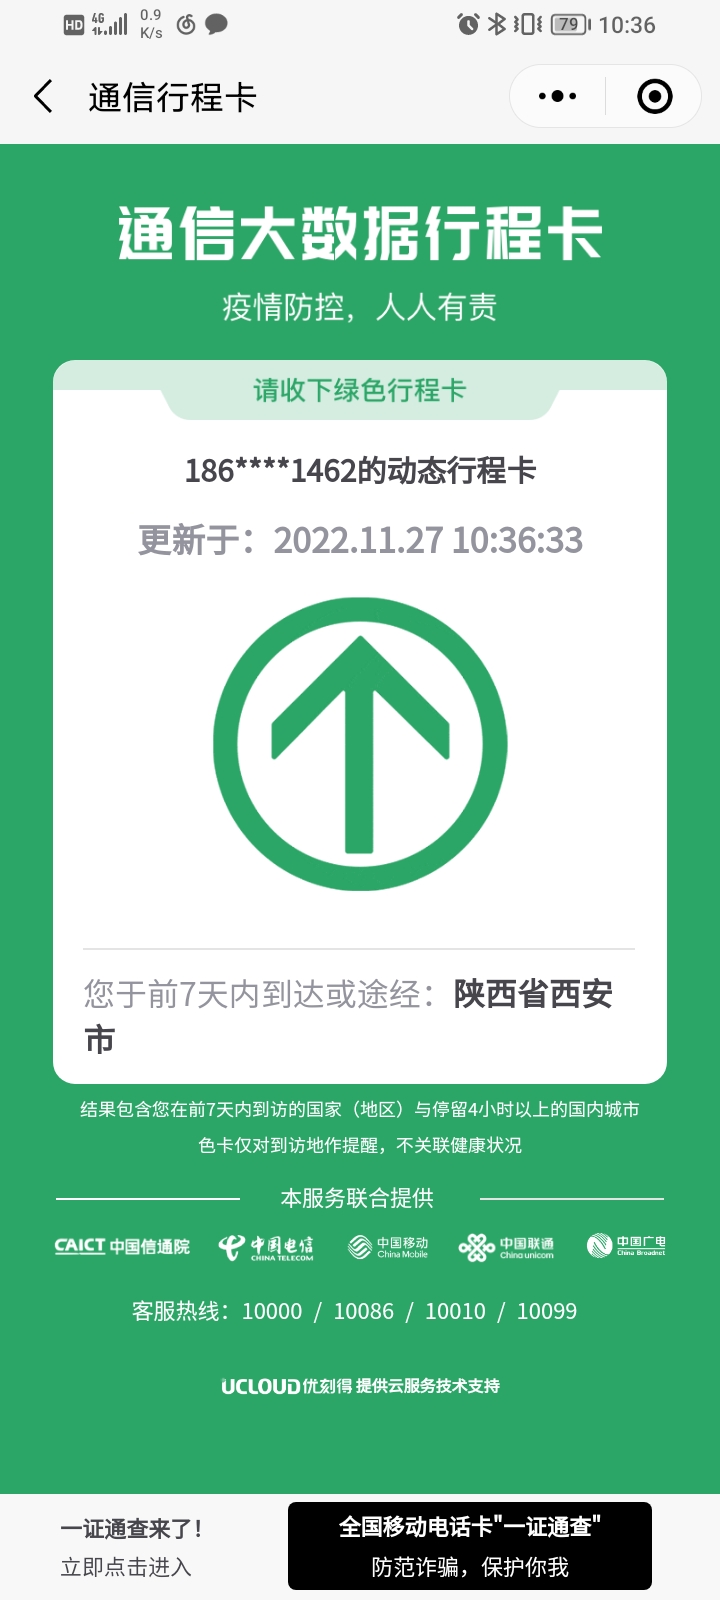 HD 4G 0.9 K/s 79 10:36
通信行程卡
通信大数据行程卡
疫情防控，人人有责
请收下绿色行程卡
186****1462的动态行程卡
更新于：2022.11.27 10:36:33
您于前7天内到达或途经：陕西省西安
市
结果包含您在前7天内到访的国家（地区）与停留4小时以上的国内城市
色卡仅对到访地作提醒，不关联健康状况
本服务联合提供
CAICT 中国信通院 中国电信 CHINA TELECOM 中国移动 China Mobile 中国联通 China unicom 中国广电 China Broadnet
客服热线：10000 / 10086 / 10010 / 10099
UCLOUD优刻得 提供云服务技术支持
一证通查来了！
立即点击进入
全国移动电话卡"一证通查"
防范诈骗，保护你我